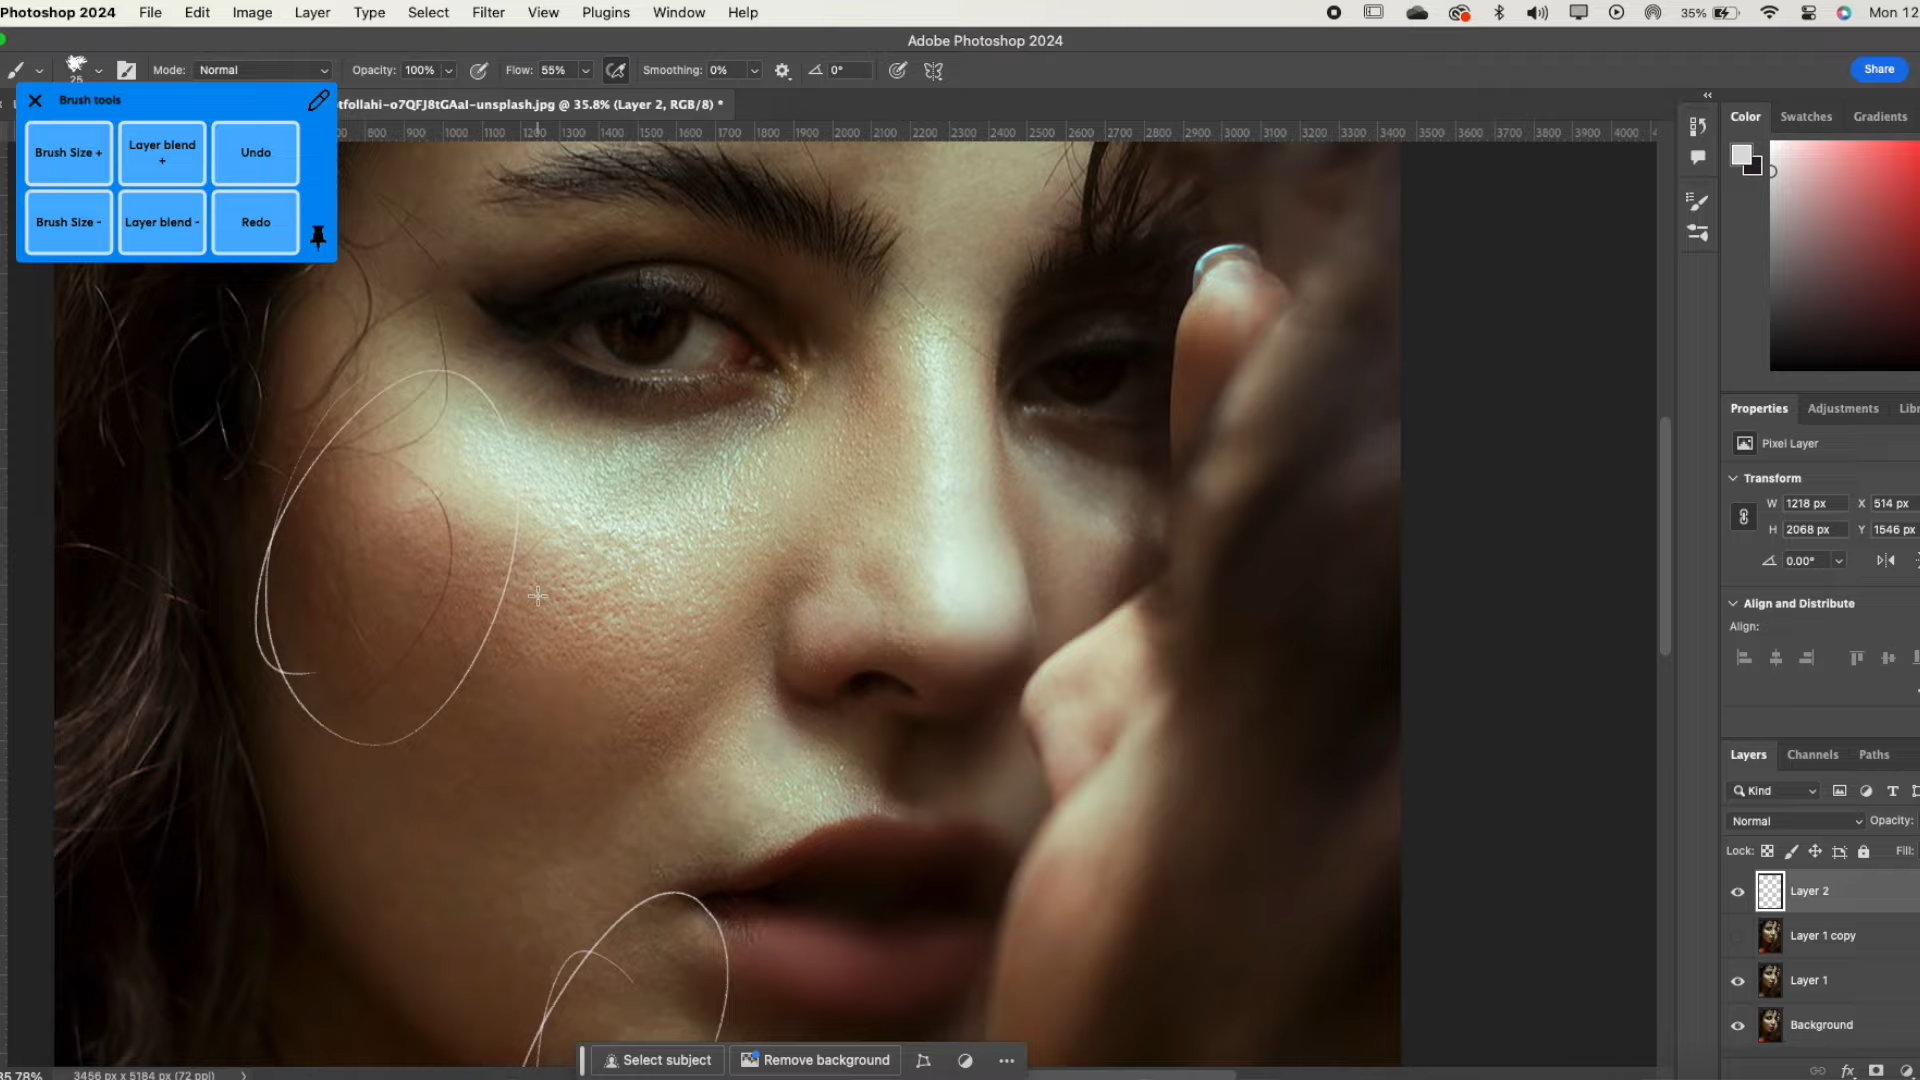 Photoshop 2024 File Edit Image Layer Type Select Filter View Plugins Window Help 35% Mon 12
Adobe Photoshop 2024
25 Mode: Normal Opacity: 100% Flow: 55% Smoothing: 0% 0° Share
Brush tools
tfollahi-o7QFJ8tGAaI-unsplash.jpg @ 35.8% (Layer 2, RGB/8) *
800 900 1000 1100 1200 1300 1400 1500 1600 1700 1800 1900 2000 2100 2200 2300 2400 2500 2600 2700 2800 2900 3000 3100 3200 3300 3400 3500 3600 3700 3800 3900 4000
Brush Size +
Layer blend
+
Undo
Brush Size -
Layer blend -
Redo
Color Swatches Gradients
Properties Adjustments Libr
Pixel Layer
Transform
W 1218 px X 514 px
H 2068 px Y 1546 px
0.00°
Align and Distribute
Align:
Layers Channels Paths
Kind T
Normal Opacity:
Lock: Fill:
Layer 2
Layer 1 copy
Layer 1
Background
fx
Select subject Remove background
35.78% 3456 px x 5184 px (72 ppi)